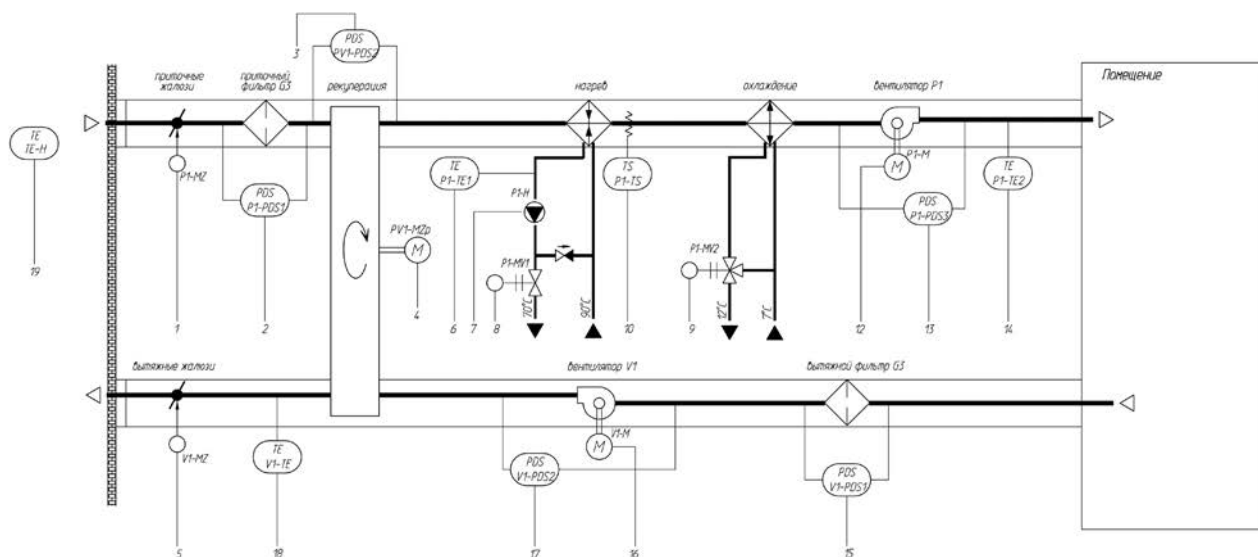 PDS
PV1-PDS2
3
приточные
жалюзи
приточный
фильтр G3
рекуперация
нагрев
охлаждение
вентилятор P1
Помещение
TE
TE-H
P1-MZ
PDS
P1-PDS1
TE
P1-TE1
TS
P1-TS
M
P1-M
TE
P1-TE2
PDS
P1-PDS3
P1-H
PV1-MZp
M
P1-MV1
P1-MV2
70°C
90°C
12°C
7°C
19
1
2
4
6
7
8
10
9
12
13
14
вытяжные жалюзи
вентилятор V1
вытяжной фильтр G3
V1-MZ
TE
V1-TE
PDS
V1-PDS2
M
V1-M
PDS
V1-PDS1
5
18
17
16
15